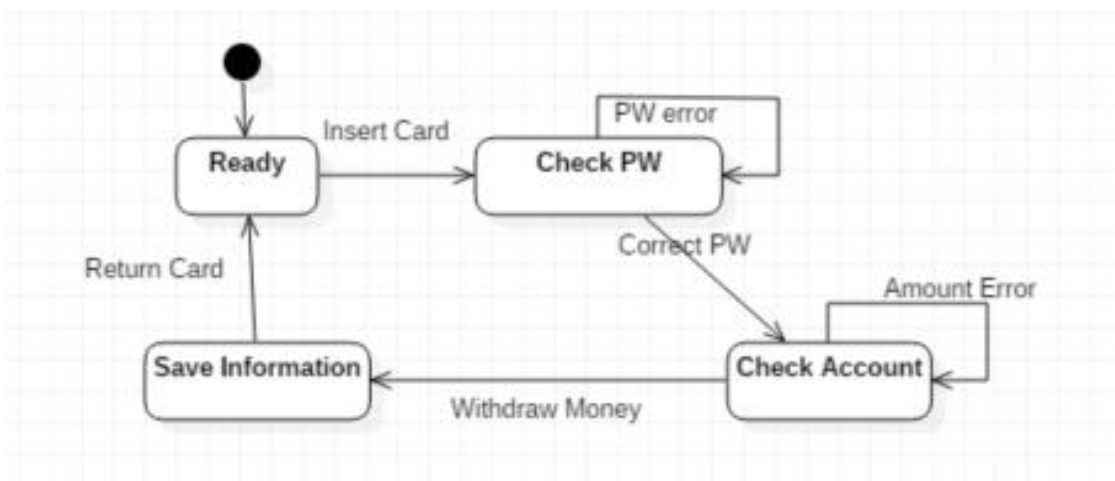 PW error
Insert Card
Ready
Check PW
Correct PW
Return Card
Amount Error
Save Information
Check Account
Withdraw Money